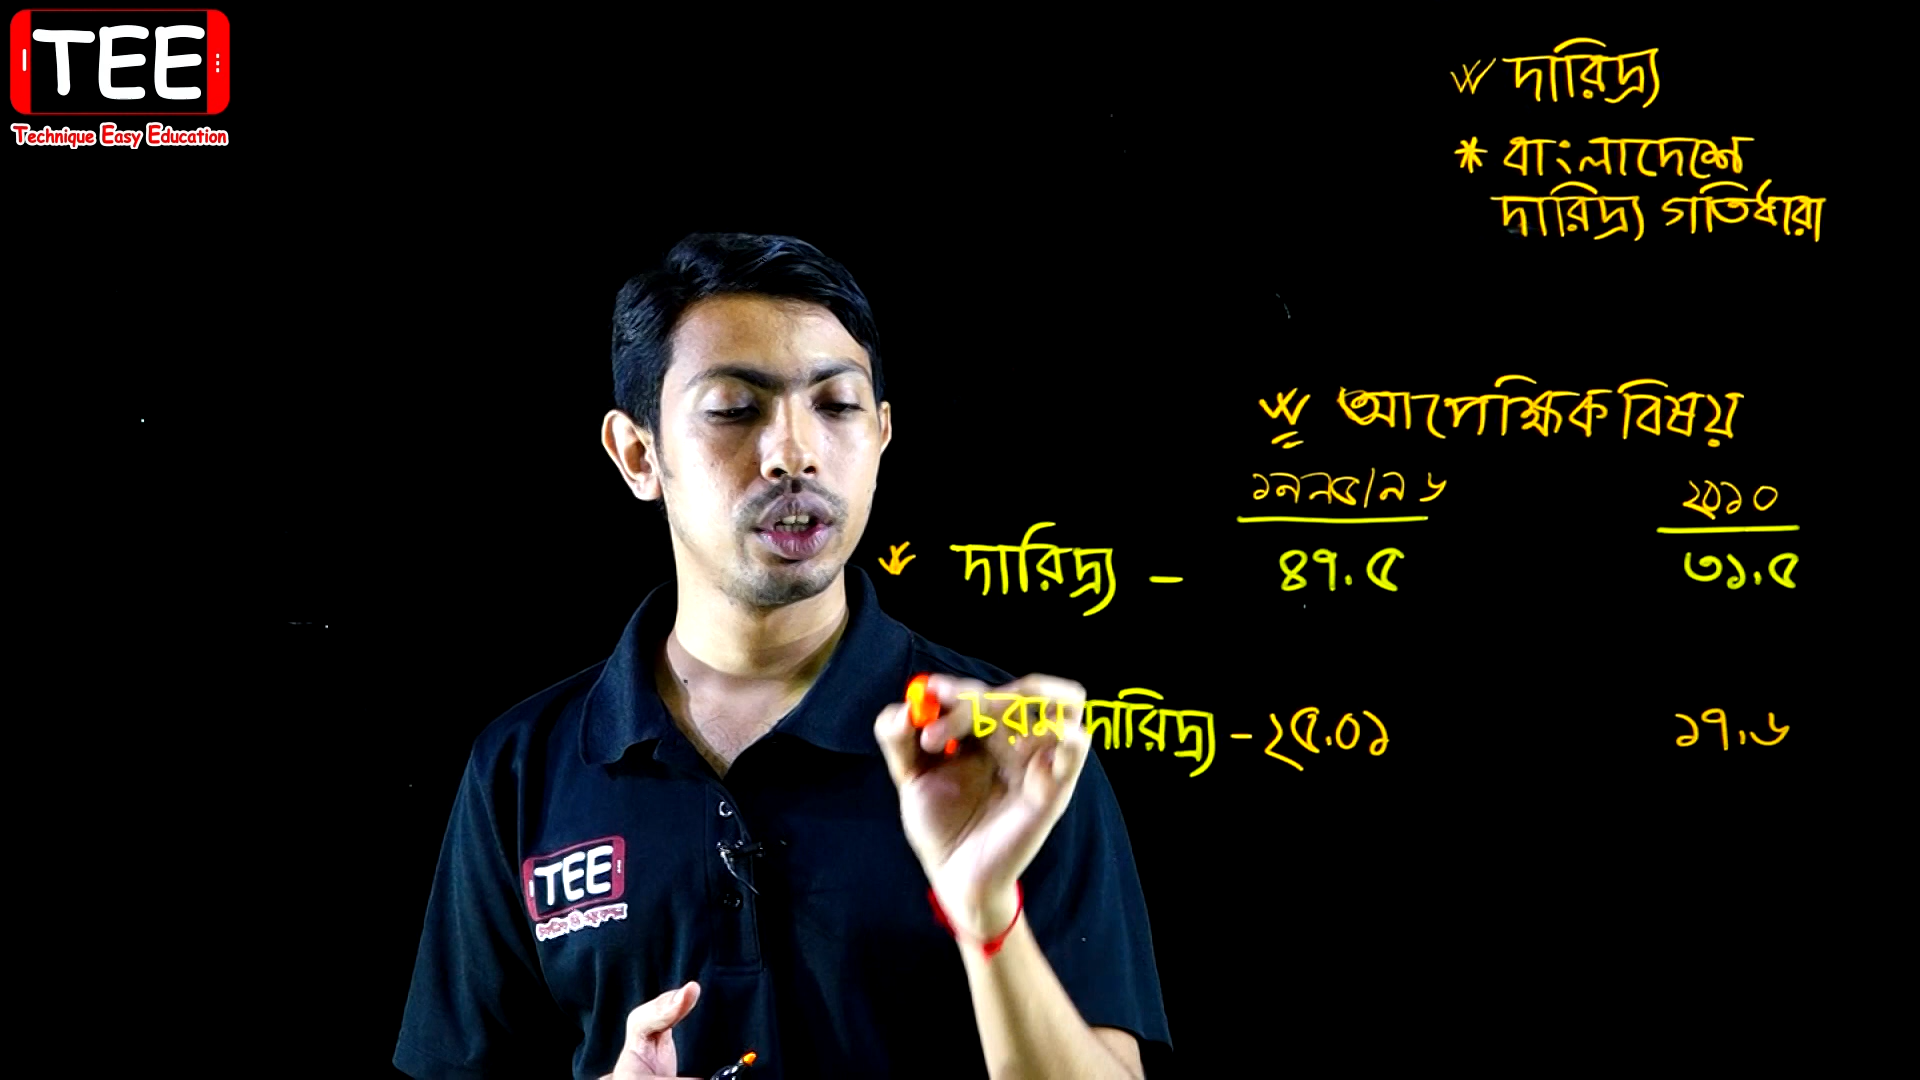 TEE
Technique Easy Education
দারিদ্র্য
* বাংলাদেশে
দারিদ্র্য গতিধারা
আপেক্ষিক বিষয়
১৯৯৫/৯৬ ২০১০
দারিদ্র্য - ৪৭.৫ ৩১.৫
চরম দারিদ্র্য - ২৫.০১ ১৭.৬
TEE